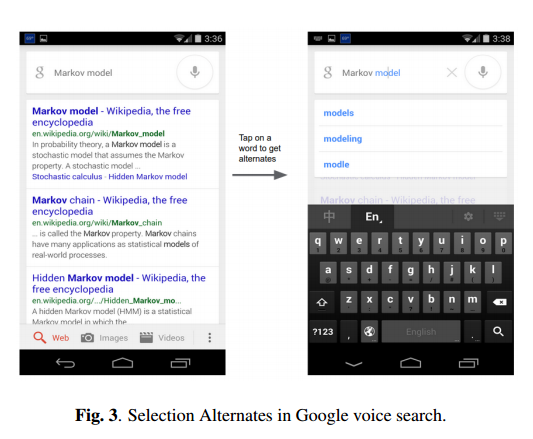 3:36
g Markov model
Markov model - Wikipedia, the free
encyclopedia
en.wikipedia.org/wiki/Markov_model
In probability theory, a Markov model is a
stochastic model that assumes the Markov
property. A stochastic model ...
Stochastic calculus · Hidden Markov model
Markov chain - Wikipedia, the free
encyclopedia
en.wikipedia.org/wiki/Markov_chain
... is called the Markov property. Markov chains
have many applications as statistical models of
real-world processes.
Hidden Markov model - Wikipedia, the
free encyclopedia
en.wikipedia.org/.../Hidden_Markov_mo...
A hidden Markov model (HMM) is a statistical
Markov model in which the
Web Images Videos
Tap on a
word to get
alternates
3:38
g Markov model
models
modeling
modle
Markov chain - Wikipedia, the free
中 En
q w e r t y u i o p
a s d f g h j k l
z x c v b n m
?123 , English .
Fig. 3. Selection Alternates in Google voice search.